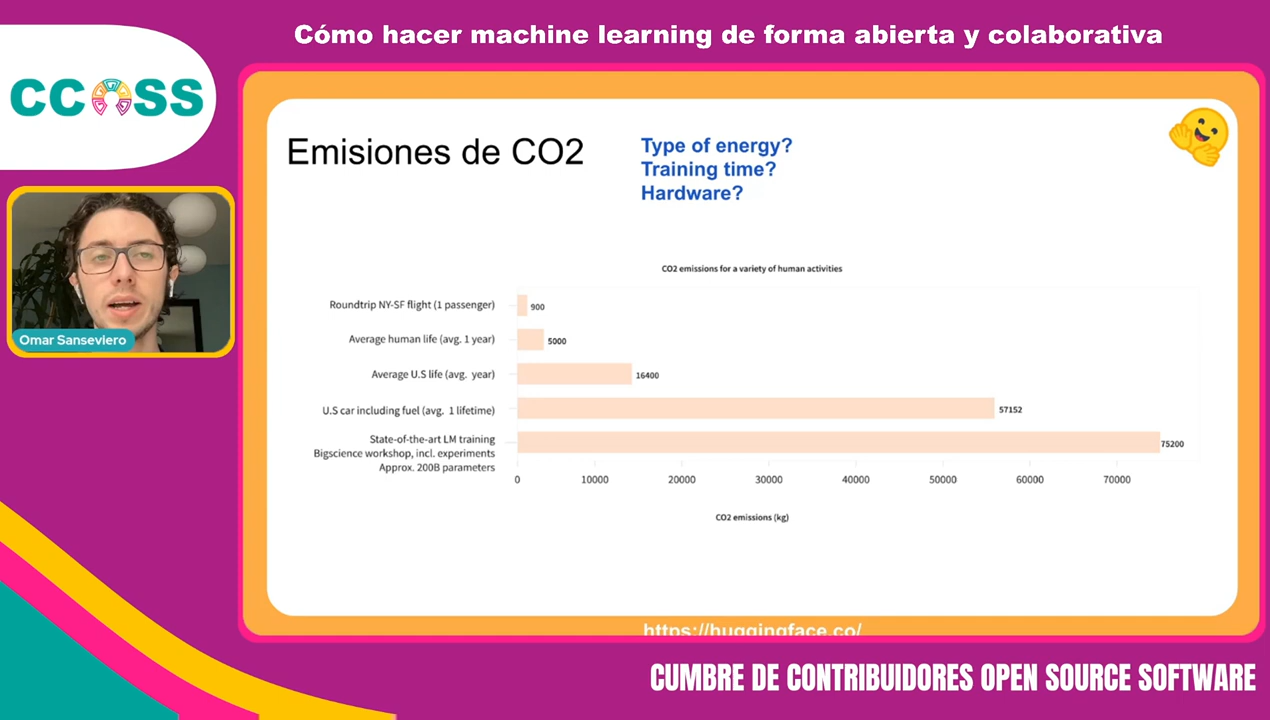 Cómo hacer machine learning de forma abierta y colaborativa
CCOSS
Omar Sanseviero
Emisiones de CO2
Type of energy?
Training time?
Hardware?
CO2 emissions for a variety of human activities
Roundtrip NY-SF flight (1 passenger)
900
Average human life (avg. 1 year)
5000
Average U.S life (avg. year)
16400
U.S car including fuel (avg. 1 lifetime)
57152
State-of-the-art LM training
Bigscience workshop, incl. experiments
Approx. 200B parameters
75200
0 10000 20000 30000 40000 50000 60000 70000
CO2 emissions (kg)
https://huggingface.co/
CUMBRE DE CONTRIBUIDORES OPEN SOURCE SOFTWARE